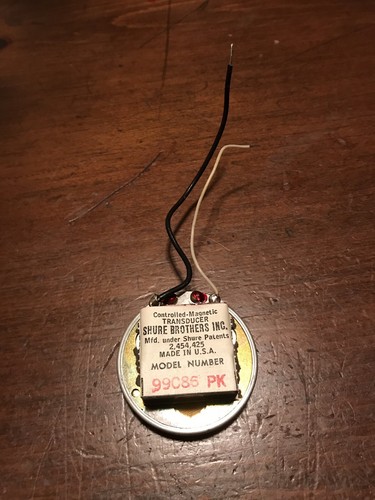 Controlled-Magnetic
TRANSDUCER
SHURE BROTHERS INC.
Mfd. under Shure Patents
2,454,425
MADE IN U.S.A.
MODEL NUMBER
99C86 PK